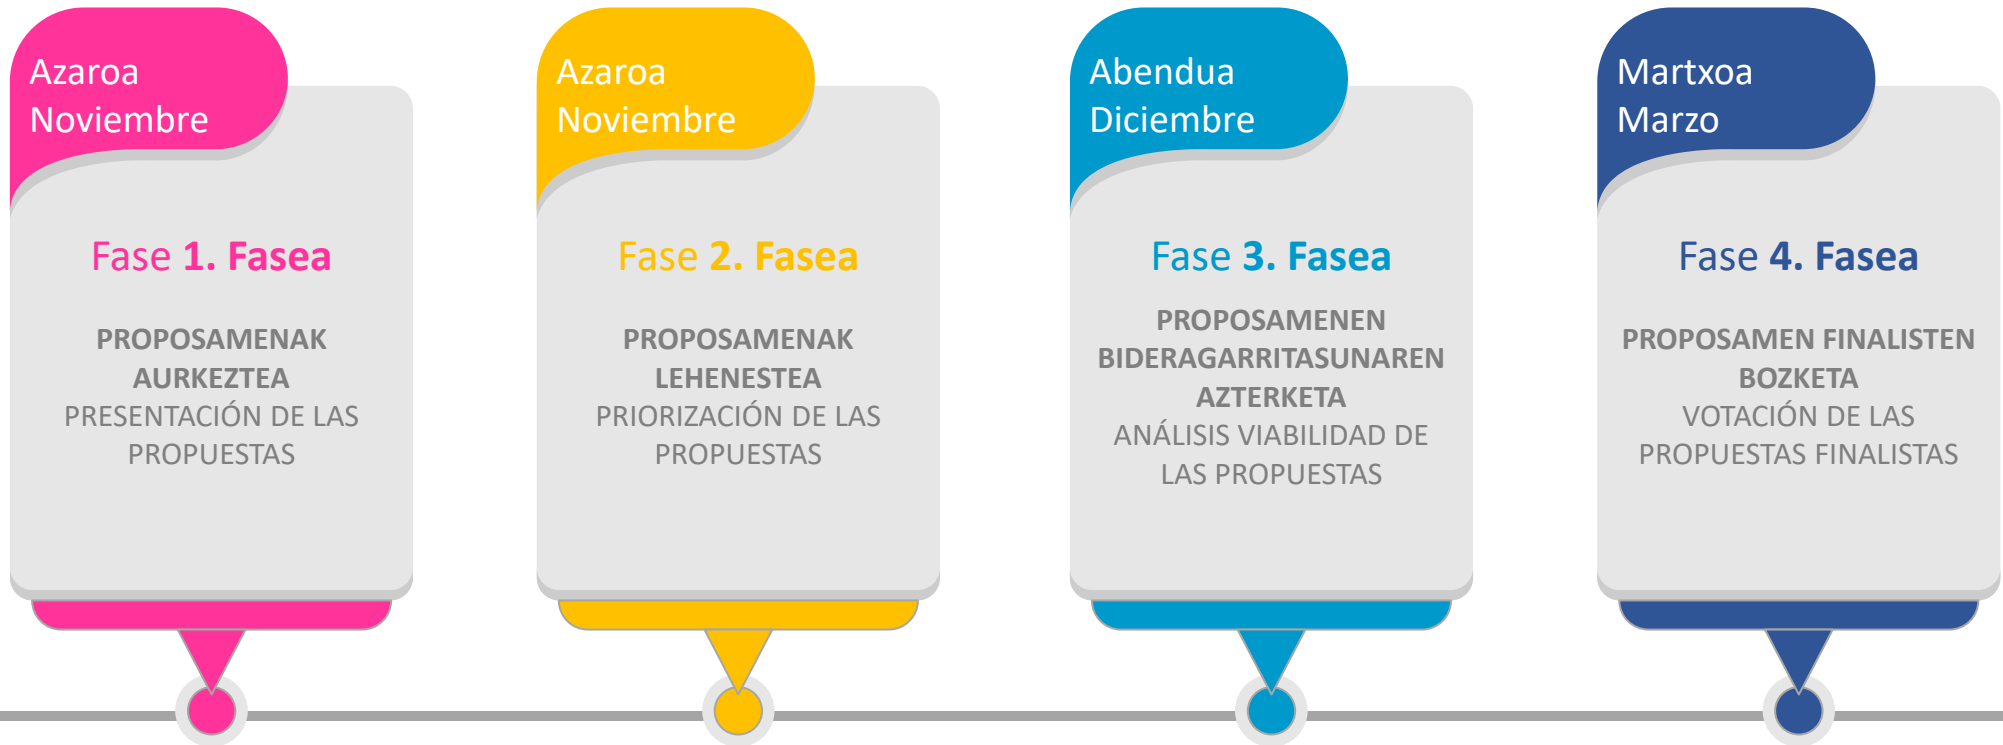 Azaroa
Noviembre
Fase 1. Fasea
PROPOSAMENAK
AURKEZTEA
PRESENTACIÓN DE LAS
PROPUESTAS
Azaroa
Noviembre
Fase 2. Fasea
PROPOSAMENAK
LEHENESTEA
PRIORIZACIÓN DE LAS
PROPUESTAS
Abendua
Diciembre
Fase 3. Fasea
PROPOSAMENEN
BIDERAGARRITASUNAREN
AZTERKETA
ANÁLISIS VIABILIDAD DE
LAS PROPUESTAS
Martxoa
Marzo
Fase 4. Fasea
PROPOSAMEN FINALISTEN
BOZKETA
VOTACIÓN DE LAS
PROPUESTAS FINALISTAS